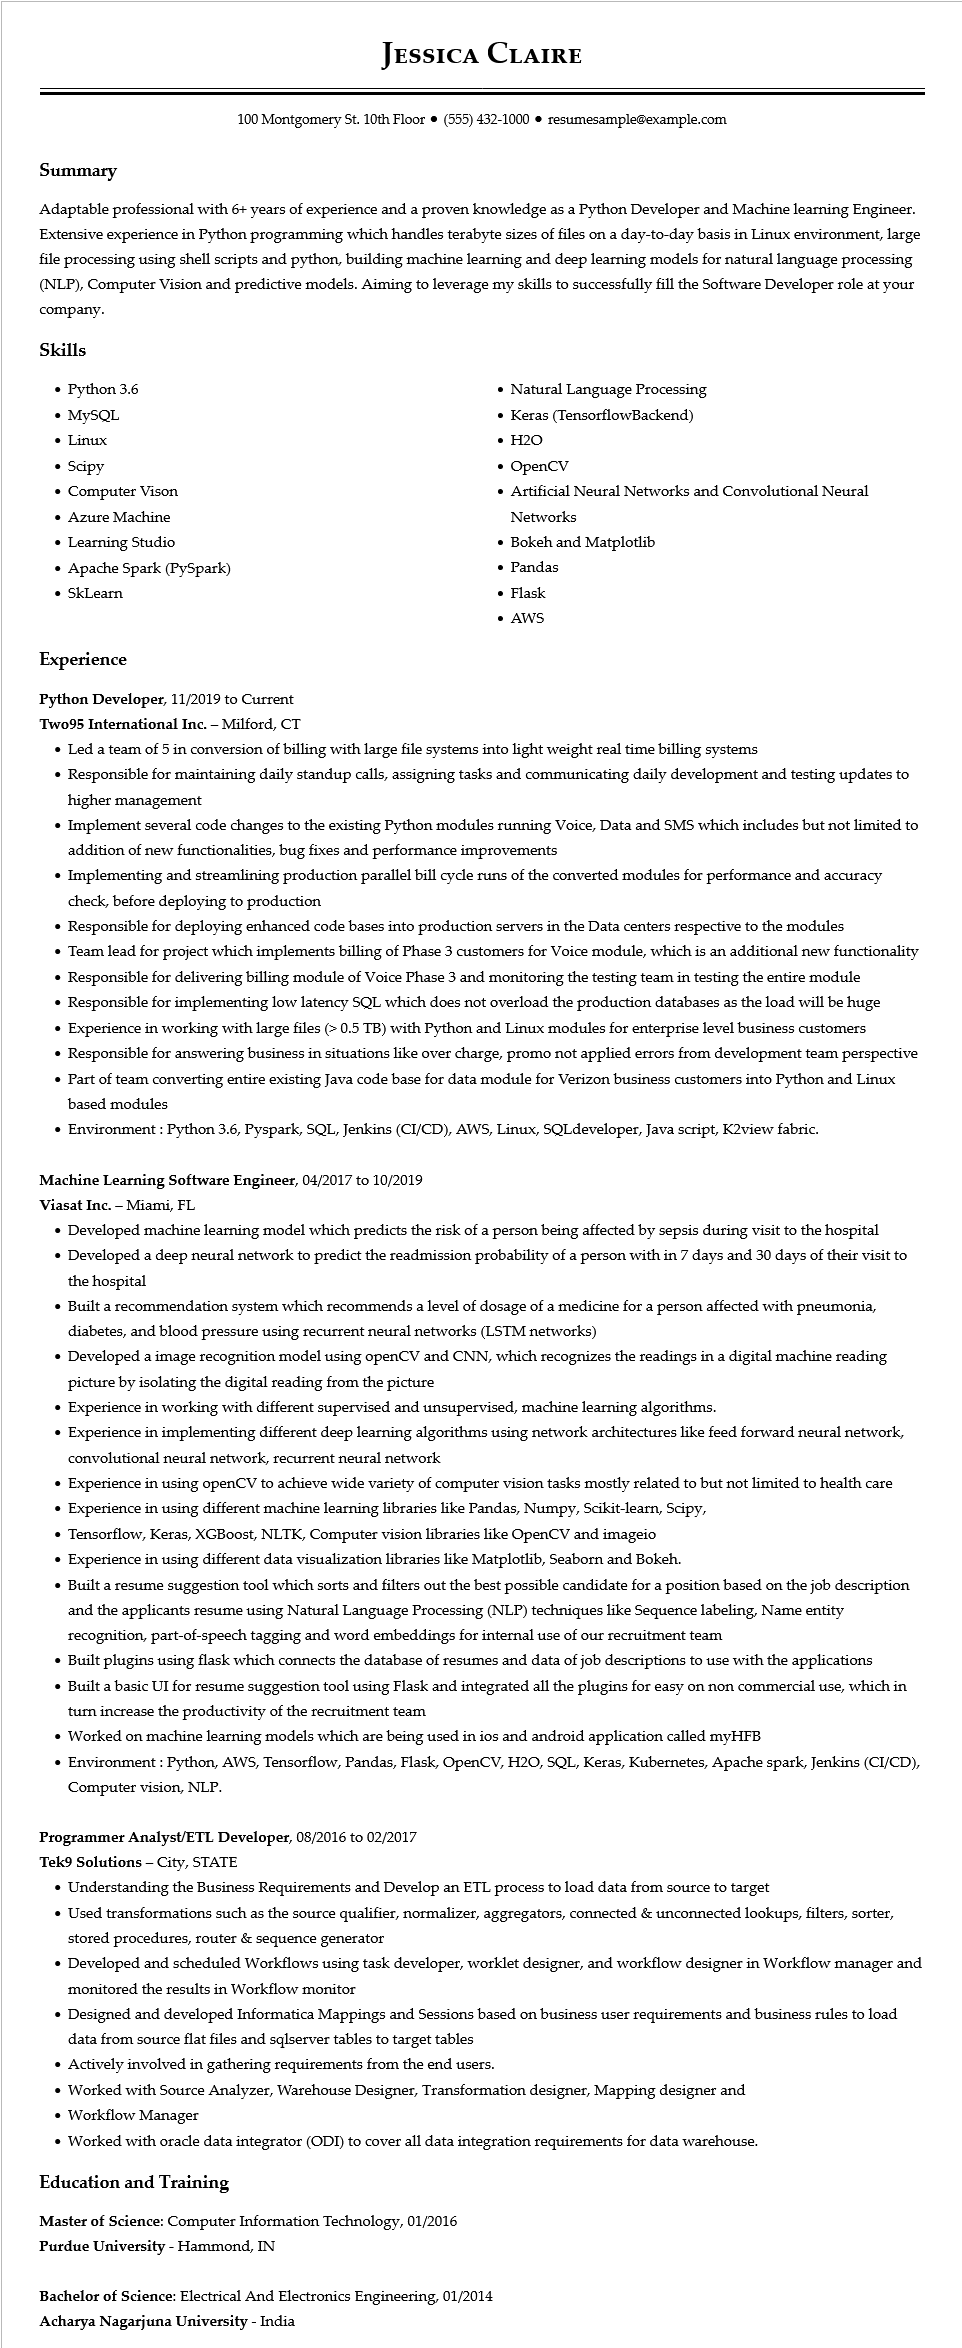 Jessica Claire
100 Montgomery St. 10th Floor ● (555) 432-1000 ● resumesample@example.com
Summary
Adaptable professional with 6+ years of experience and a proven knowledge as a Python Developer and Machine learning Engineer.
Extensive experience in Python programming which handles terabyte sizes of files on a day-to-day basis in Linux environment, large
file processing using shell scripts and python, building machine learning and deep learning models for natural language processing
(NLP), Computer Vision and predictive models. Aiming to leverage my skills to successfully fill the Software Developer role at your
company.
Skills
• Python 3.6
• MySQL
• Linux
• Scipy
• Computer Vison
• Azure Machine
• Learning Studio
• Apache Spark (PySpark)
• SkLearn
• Natural Language Processing
• Keras (TensorflowBackend)
• H2O
• OpenCV
• Artificial Neural Networks and Convolutional Neural
Networks
• Bokeh and Matplotlib
• Pandas
• Flask
• AWS
Experience
Python Developer, 11/2019 to Current
Two95 International Inc. – Milford, CT
• Led a team of 5 in conversion of billing with large file systems into light weight real time billing systems
• Responsible for maintaining daily standup calls, assigning tasks and communicating daily development and testing updates to
higher management
• Implement several code changes to the existing Python modules running Voice, Data and SMS which includes but not limited to
addition of new functionalities, bug fixes and performance improvements
• Implementing and streamlining production parallel bill cycle runs of the converted modules for performance and accuracy
check, before deploying to production
• Responsible for deploying enhanced code bases into production servers in the Data centers respective to the modules
• Team lead for project which implements billing of Phase 3 customers for Voice module, which is an additional new functionality
• Responsible for delivering billing module of Voice Phase 3 and monitoring the testing team in testing the entire module
• Responsible for implementing low latency SQL which does not overload the production databases as the load will be huge
• Experience in working with large files (> 0.5 TB) with Python and Linux modules for enterprise level business customers
• Responsible for answering business in situations like over charge, promo not applied errors from development team perspective
• Part of team converting entire existing Java code base for data module for Verizon business customers into Python and Linux
based modules
• Environment : Python 3.6, Pyspark, SQL, Jenkins (CI/CD), AWS, Linux, SQLdeveloper, Java script, K2view fabric.
Machine Learning Software Engineer, 04/2017 to 10/2019
Viasat Inc. – Miami, FL
• Developed machine learning model which predicts the risk of a person being affected by sepsis during visit to the hospital
• Developed a deep neural network to predict the readmission probability of a person with in 7 days and 30 days of their visit to
the hospital
• Built a recommendation system which recommends a level of dosage of a medicine for a person affected with pneumonia,
diabetes, and blood pressure using recurrent neural networks (LSTM networks)
• Developed a image recognition model using openCV and CNN, which recognizes the readings in a digital machine reading
picture by isolating the digital reading from the picture
• Experience in working with different supervised and unsupervised, machine learning algorithms.
• Experience in implementing different deep learning algorithms using network architectures like feed forward neural network,
convolutional neural network, recurrent neural network
• Experience in using openCV to achieve wide variety of computer vision tasks mostly related to but not limited to health care
• Experience in using different machine learning libraries like Pandas, Numpy, Scikit-learn, Scipy,
• Tensorflow, Keras, XGBoost, NLTK, Computer vision libraries like OpenCV and imageio
• Experience in using different data visualization libraries like Matplotlib, Seaborn and Bokeh.
• Built a resume suggestion tool which sorts and filters out the best possible candidate for a position based on the job description
and the applicants resume using Natural Language Processing (NLP) techniques like Sequence labeling, Name entity
recognition, part-of-speech tagging and word embeddings for internal use of our recruitment team
• Built plugins using flask which connects the database of resumes and data of job descriptions to use with the applications
• Built a basic UI for resume suggestion tool using Flask and integrated all the plugins for easy on non commercial use, which in
turn increase the productivity of the recruitment team
• Worked on machine learning models which are being used in ios and android application called myHFB
• Environment : Python, AWS, Tensorflow, Pandas, Flask, OpenCV, H2O, SQL, Keras, Kubernetes, Apache spark, Jenkins (CI/CD),
Computer vision, NLP.
Programmer Analyst/ETL Developer, 08/2016 to 02/2017
Tek9 Solutions – City, STATE
• Understanding the Business Requirements and Develop an ETL process to load data from source to target
• Used transformations such as the source qualifier, normalizer, aggregators, connected & unconnected lookups, filters, sorter,
stored procedures, router & sequence generator
• Developed and scheduled Workflows using task developer, worklet designer, and workflow designer in Workflow manager and
monitored the results in Workflow monitor
• Designed and developed Informatica Mappings and Sessions based on business user requirements and business rules to load
data from source flat files and sqlserver tables to target tables
• Actively involved in gathering requirements from the end users.
• Worked with Source Analyzer, Warehouse Designer, Transformation designer, Mapping designer and
• Workflow Manager
• Worked with oracle data integrator (ODI) to cover all data integration requirements for data warehouse.
Education and Training
Master of Science: Computer Information Technology, 01/2016
Purdue University - Hammond, IN
Bachelor of Science: Electrical And Electronics Engineering, 01/2014
Acharya Nagarjuna University - India